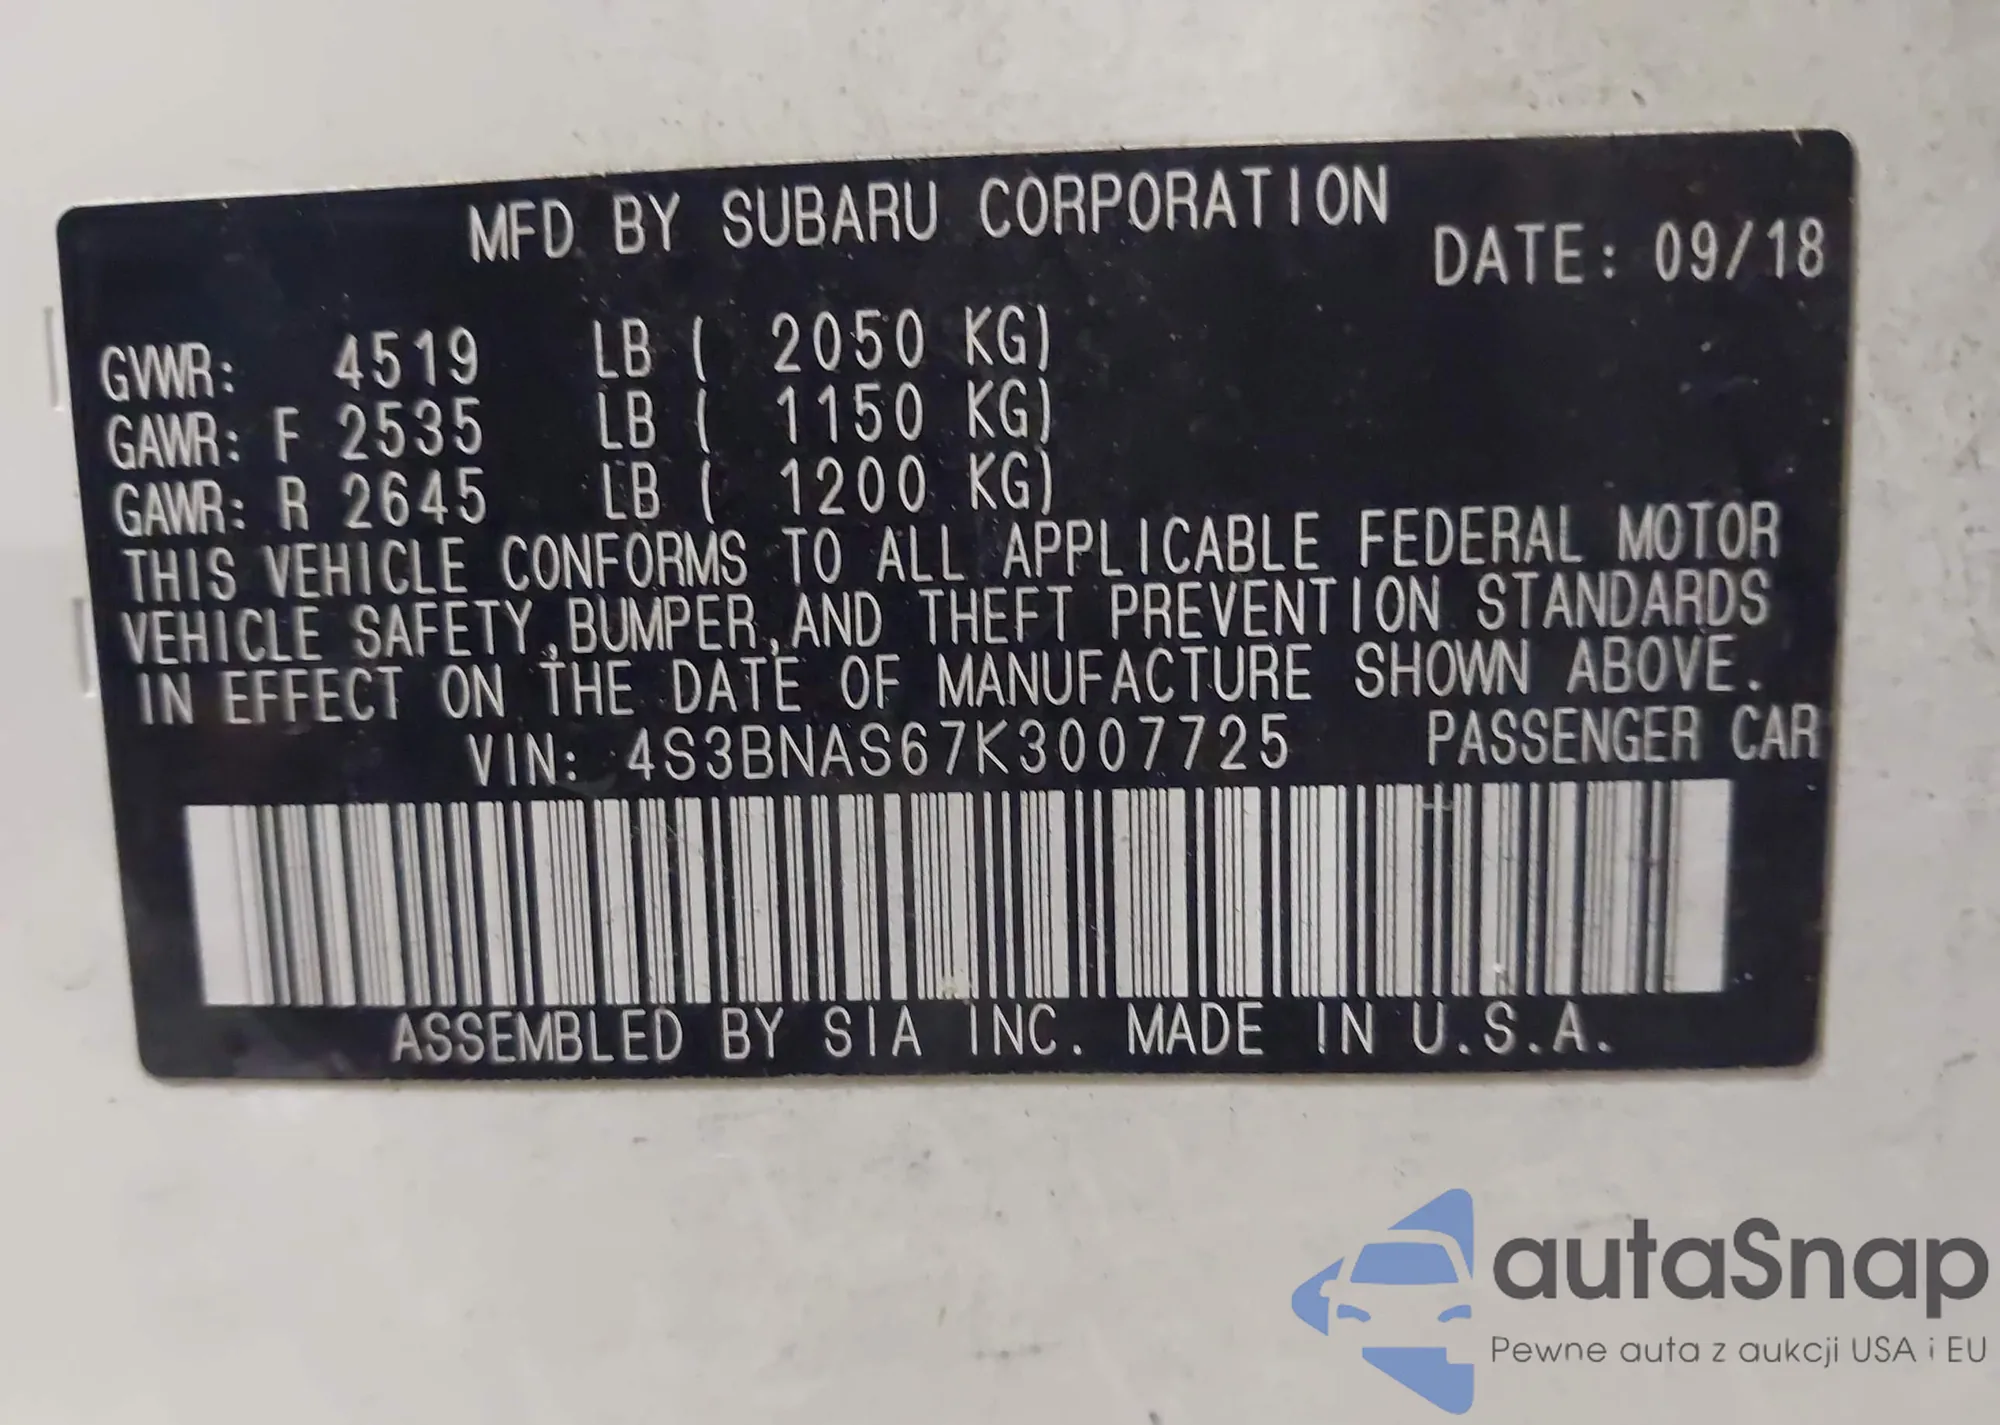 MFD. BY SUBARU CORPORATION
DATE: 09/18
GVWR: 4519 LB ( 2050 KG)
GAWR: F 2535 LB ( 1150 KG)
GAWR: R 2645 LB ( 1200 KG)
THIS VEHICLE CONFORMS TO ALL APPLICABLE FEDERAL MOTOR
VEHICLE SAFETY,BUMPER,AND THEFT PREVENTION STANDARDS
IN EFFECT ON THE DATE OF MANUFACTURE SHOWN ABOVE.
VIN: 4S3BNAS67K3007725 PASSENGER CAR
ASSEMBLED BY SIA INC. MADE IN U.S.A.
autaSnap
Pewne auta z aukcji USA i EU